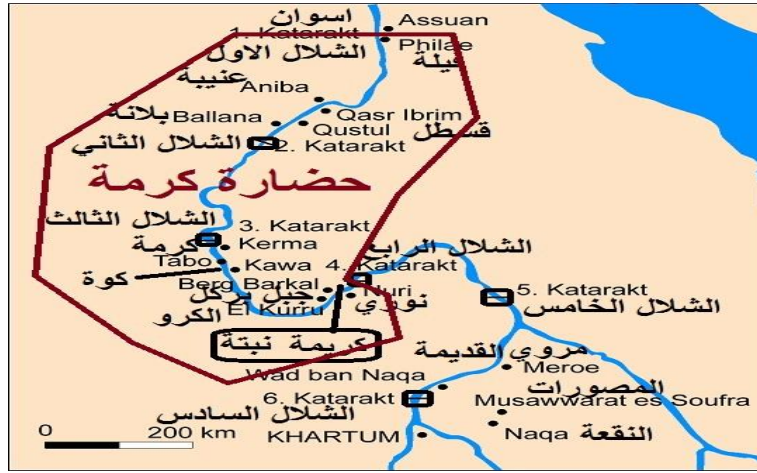 اسوان
Assuan
1. Katarakt
Philae
الشلال الاول
فيلة
عنيبة
Aniba
بلانة
Ballana
Qasr Ibrim
Qustul
قسطل
الشلال الثاني
2. Katarakt
حضارة كرمة
الشلال الثالث
3. Katarakt
كرمة
Kerma
الشلال الرابع
Tabo
Kawa
4. Katarakt
كوة
Berg Barkal
Nuri
5. Katarakt
جبل بركل
نوري
الشلال الخامس
El Kurru
الكرو
كريمة نبتة
مروي القديمة
Meroe
Wad ban Naqa
المصورات
6. Katarakt
Musawwarat es Soufra
الشلال السادس
0 200 km
KHARTUM
Naqa
النقعة